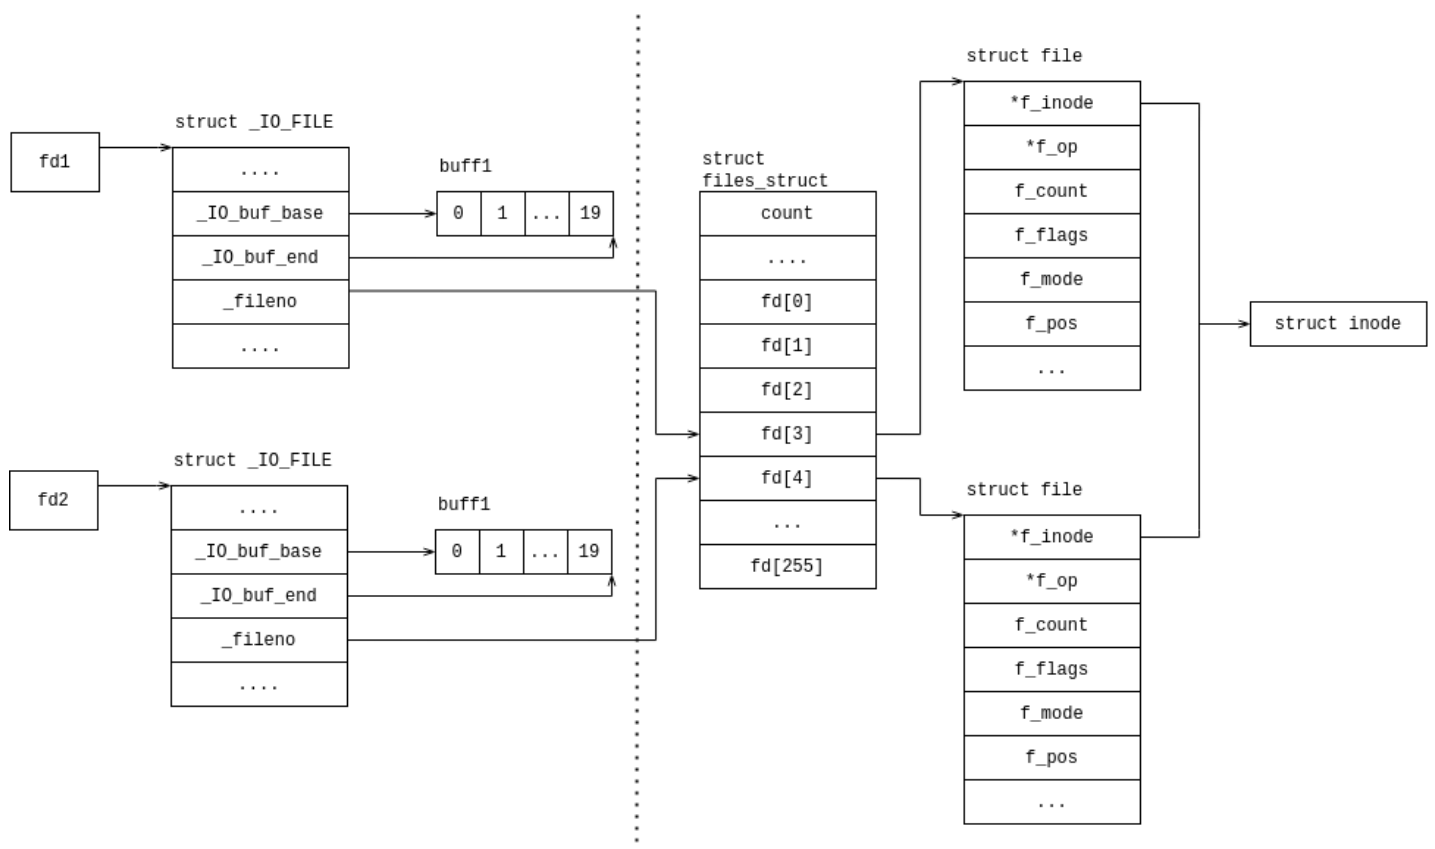 fd1
struct _IO_FILE
....
_IO_buf_base
_IO_buf_end
_fileno
....
buff1
0 1 ... 19
fd2
struct _IO_FILE
....
_IO_buf_base
_IO_buf_end
_fileno
....
buff1
0 1 ... 19
struct
files_struct
count
....
fd[0]
fd[1]
fd[2]
fd[3]
fd[4]
...
fd[255]
struct file
*f_inode
*f_op
f_count
f_flags
f_mode
f_pos
...
struct file
*f_inode
*f_op
f_count
f_flags
f_mode
f_pos
...
struct inode